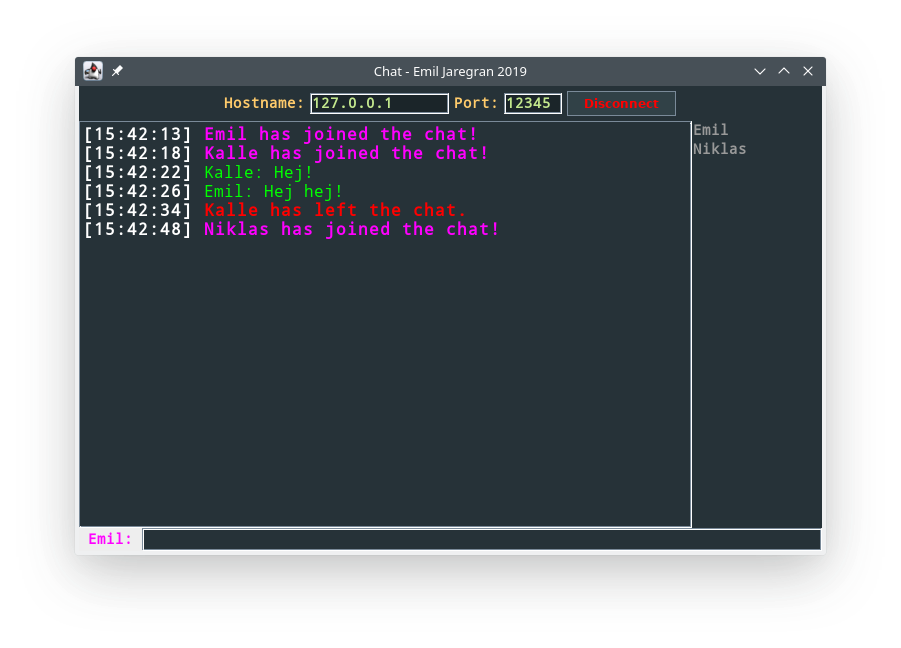 Chat - Emil Jaregran 2019
Hostname: 127.0.0.1 Port: 12345 Disconnect
[15:42:13] Emil has joined the chat!
[15:42:18] Kalle has joined the chat!
[15:42:22] Kalle: Hej!
[15:42:26] Emil: Hej hej!
[15:42:34] Kalle has left the chat.
[15:42:48] Niklas has joined the chat!
Emil
Niklas
Emil: